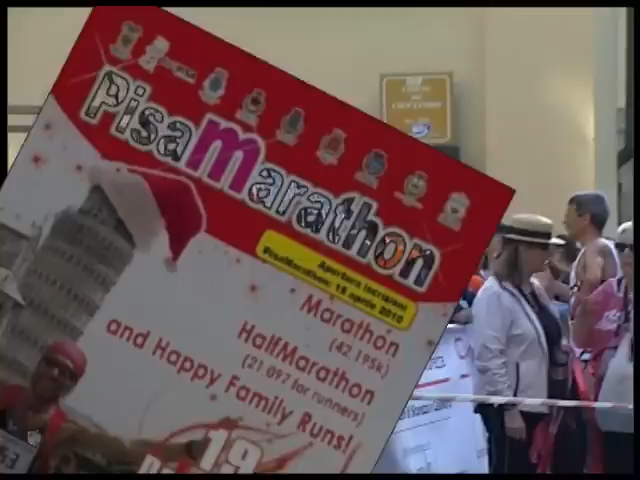 PisaMarathon
Apertura iscrizioni
PisaMarathon: 18 aprile 2010
Marathon
(42.195k)
HalfMarathon
(21.097 for runners)
and Happy Family Runs!
19
53